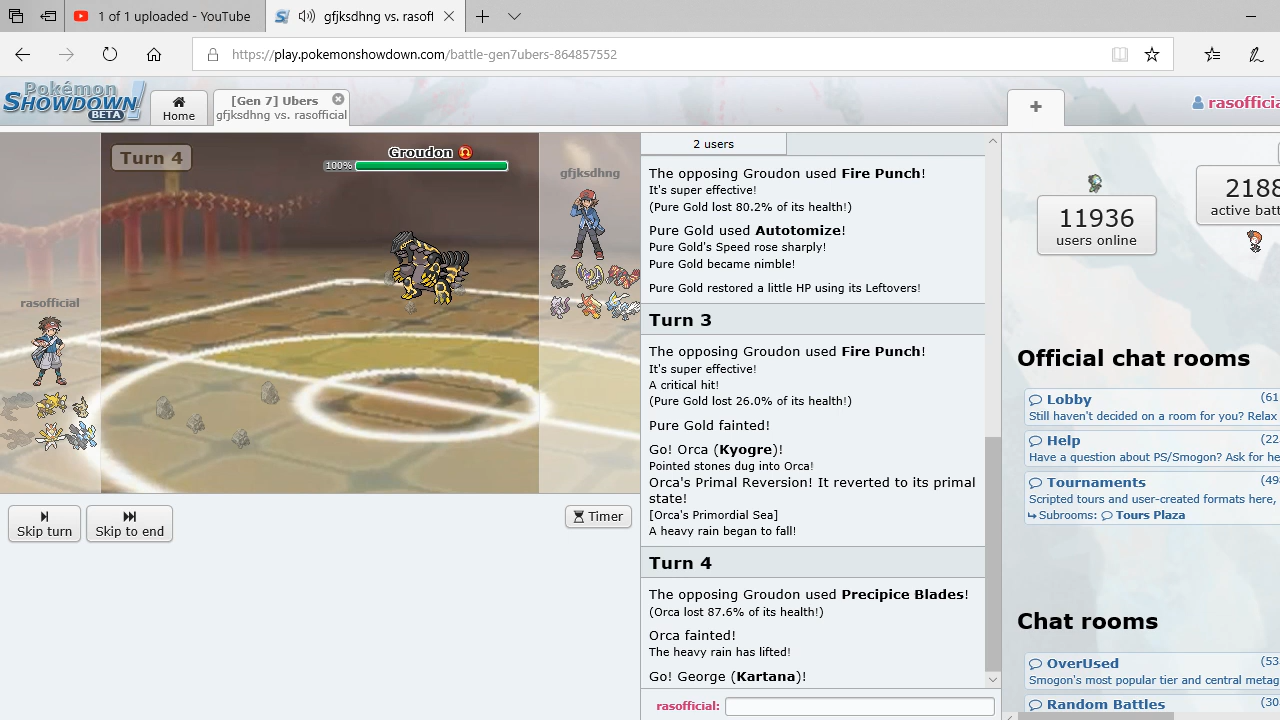 1 of 1 uploaded - YouTube
gfjksdhng vs. rasoff
https://play.pokemonshowdown.com/battle-gen7ubers-864857552
Pokémon
SHOWDOWN!
BETA
Home
[Gen 7] Ubers
gfjksdhng vs. rasofficial
+
rasofficia
Turn 4
Groudon
100%
gfjksdhng
rasofficial
Skip turn
Skip to end
Timer
2 users
The opposing Groudon used Fire Punch!
It's super effective!
(Pure Gold lost 80.2% of its health!)
Pure Gold used Autotomize!
Pure Gold's Speed rose sharply!
Pure Gold became nimble!
Pure Gold restored a little HP using its Leftovers!
Turn 3
The opposing Groudon used Fire Punch!
It's super effective!
A critical hit!
(Pure Gold lost 26.0% of its health!)
Pure Gold fainted!
Go! Orca (Kyogre)!
Pointed stones dug into Orca!
Orca's Primal Reversion! It reverted to its primal
state!
[Orca's Primordial Sea]
A heavy rain began to fall!
Turn 4
The opposing Groudon used Precipice Blades!
(Orca lost 87.6% of its health!)
Orca fainted!
The heavy rain has lifted!
Go! George (Kartana)!
rasofficial:
11936
users online
2188
active batt
Official chat rooms
Lobby (61
Still haven't decided on a room for you? Relax
Help (22
Have a question about PS/Smogon? Ask for he
Tournaments (49
Scripted tours and user-created formats here,
↳ Subrooms: Tours Plaza
Chat rooms
OverUsed (53
Smogon's most popular tier and central metag
Random Battles (30